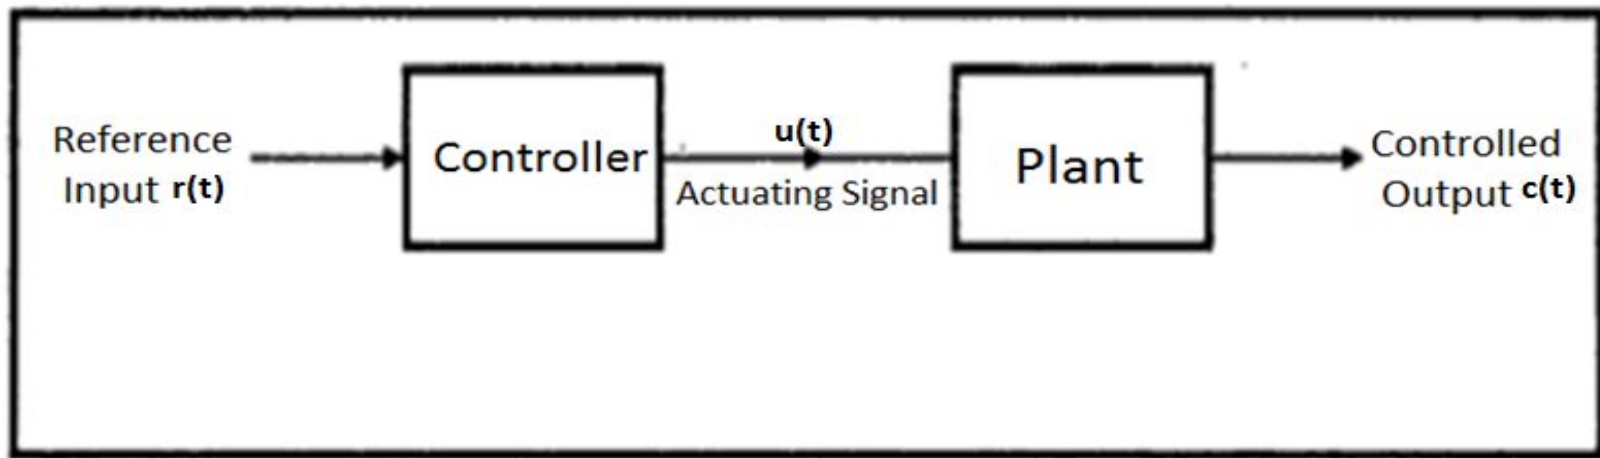 Reference
Input r(t)
Controller
u(t)
Actuating Signal
Plant
Controlled
Output c(t)